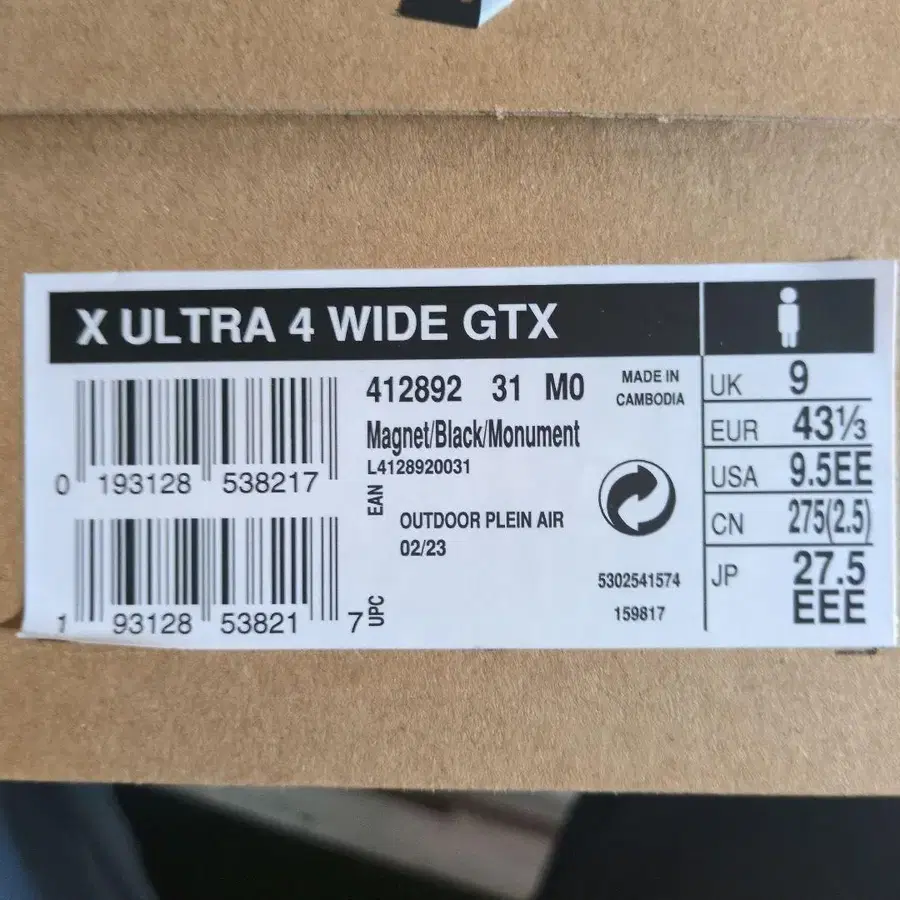 X ULTRA 4 WIDE GTX
412892 31 M0
Magnet/Black/Monument
L4128920031
MADE IN
CAMBODIA
0 193128 538217
EAN
OUTDOOR PLEIN AIR
02/23
1 93128 53821 7
UPC
5302541574
159817
UK 9
EUR 43⅓
USA 9.5EE
CN 275(2.5)
JP 27.5
EEE